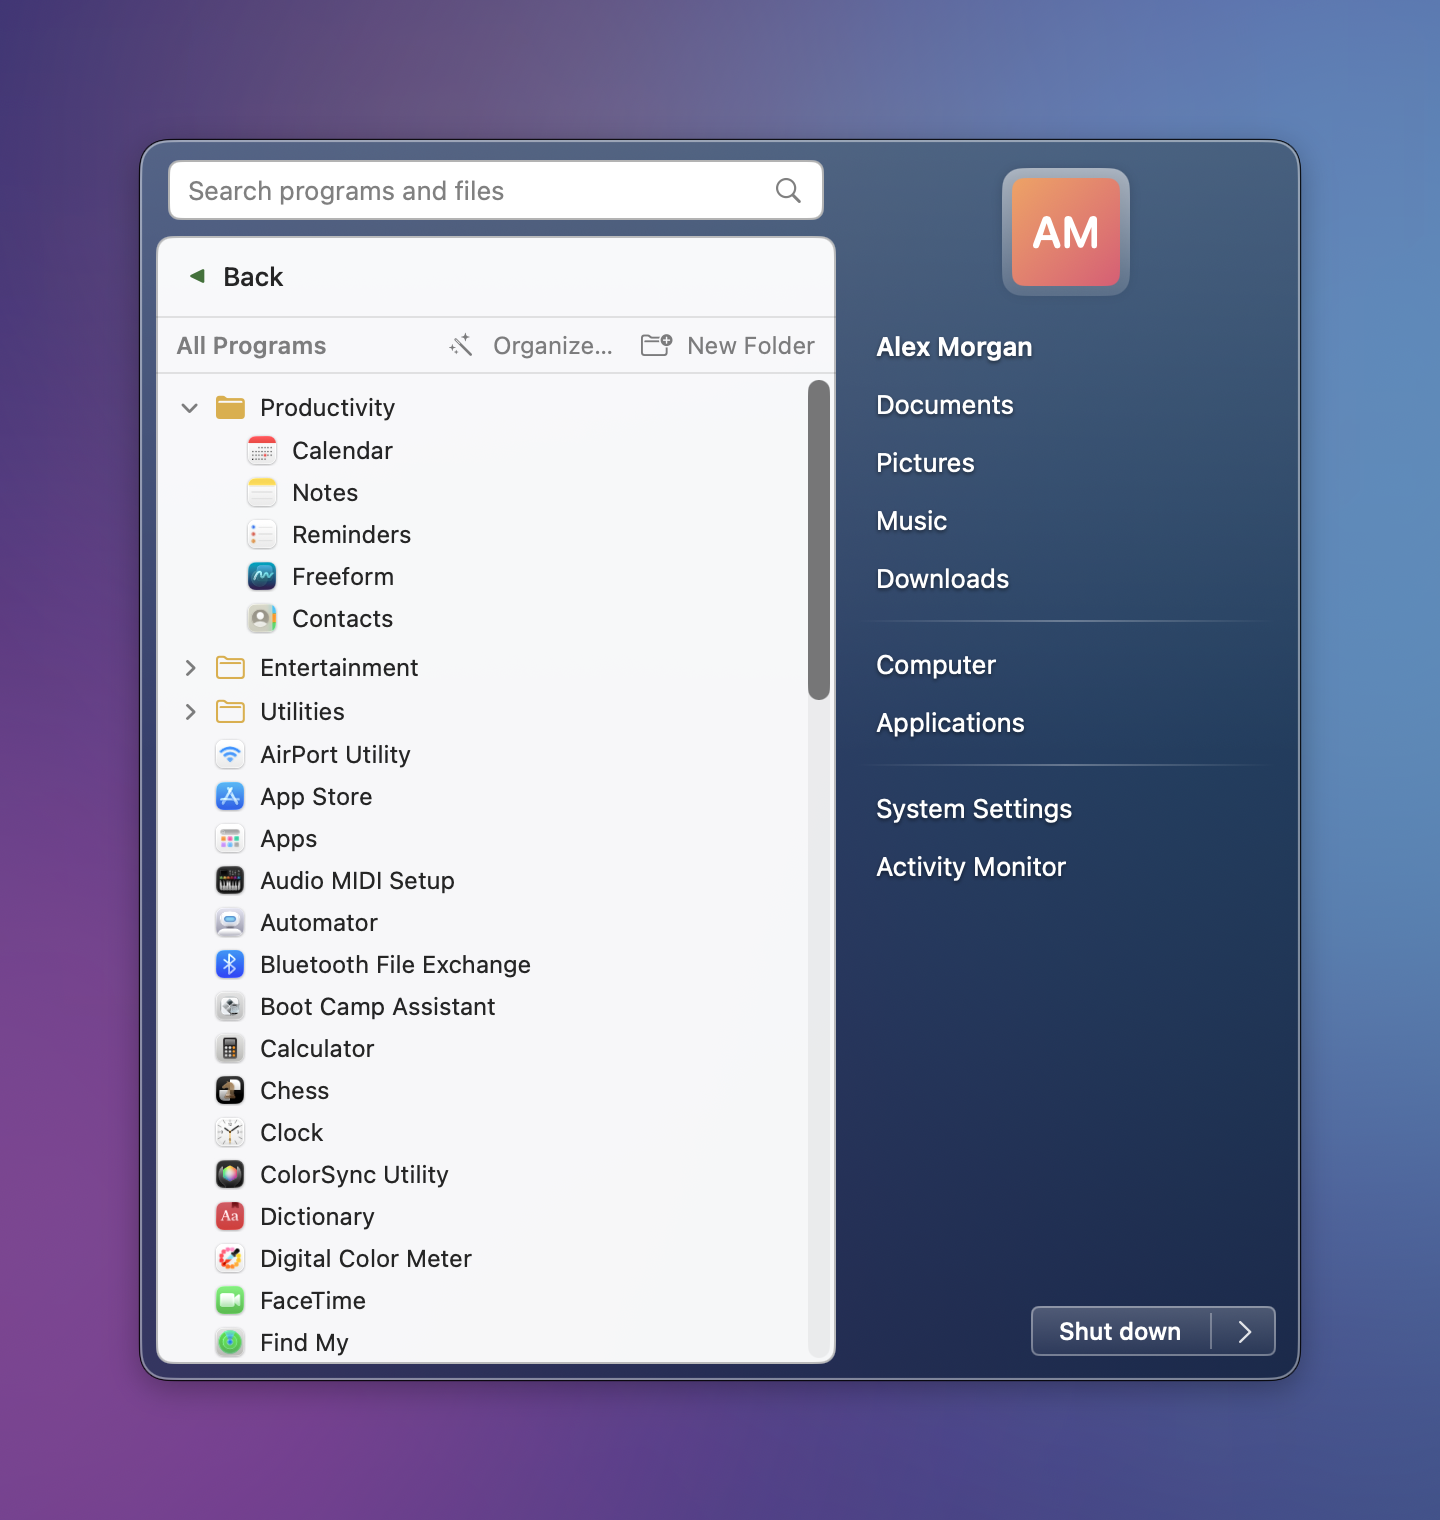 Search programs and files
Back
All Programs Organize... New Folder
Productivity
Calendar
Notes
Reminders
Freeform
Contacts
Entertainment
Utilities
AirPort Utility
App Store
Apps
Audio MIDI Setup
Automator
Bluetooth File Exchange
Boot Camp Assistant
Calculator
Chess
Clock
ColorSync Utility
Aa Dictionary
Digital Color Meter
FaceTime
Find My
AM
Alex Morgan
Documents
Pictures
Music
Downloads
Computer
Applications
System Settings
Activity Monitor
Shut down